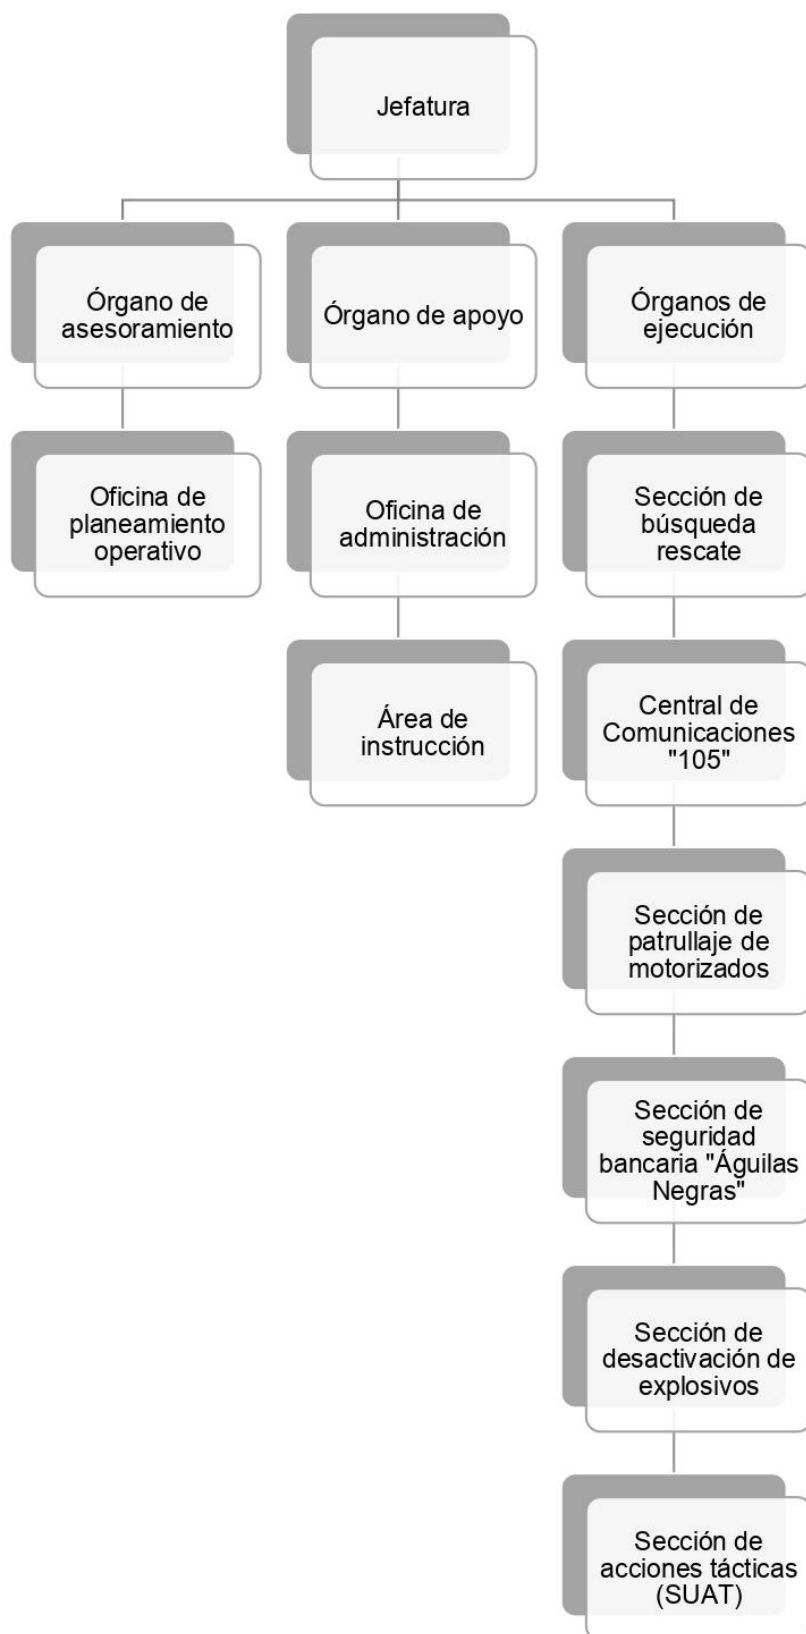 Jefatura
Órgano de
asesoramiento
Órgano de apoyo
Órganos de
ejecución
Oficina de
planeamiento
operativo
Oficina de
administración
Sección de
búsqueda
rescate
Área de
instrucción
Central de
Comunicaciones
"105"
Sección de
patrullaje de
motorizados
Sección de
seguridad
bancaria "Águilas
Negras"
Sección de
desactivación de
explosivos
Sección de
acciones tácticas
(SUAT)